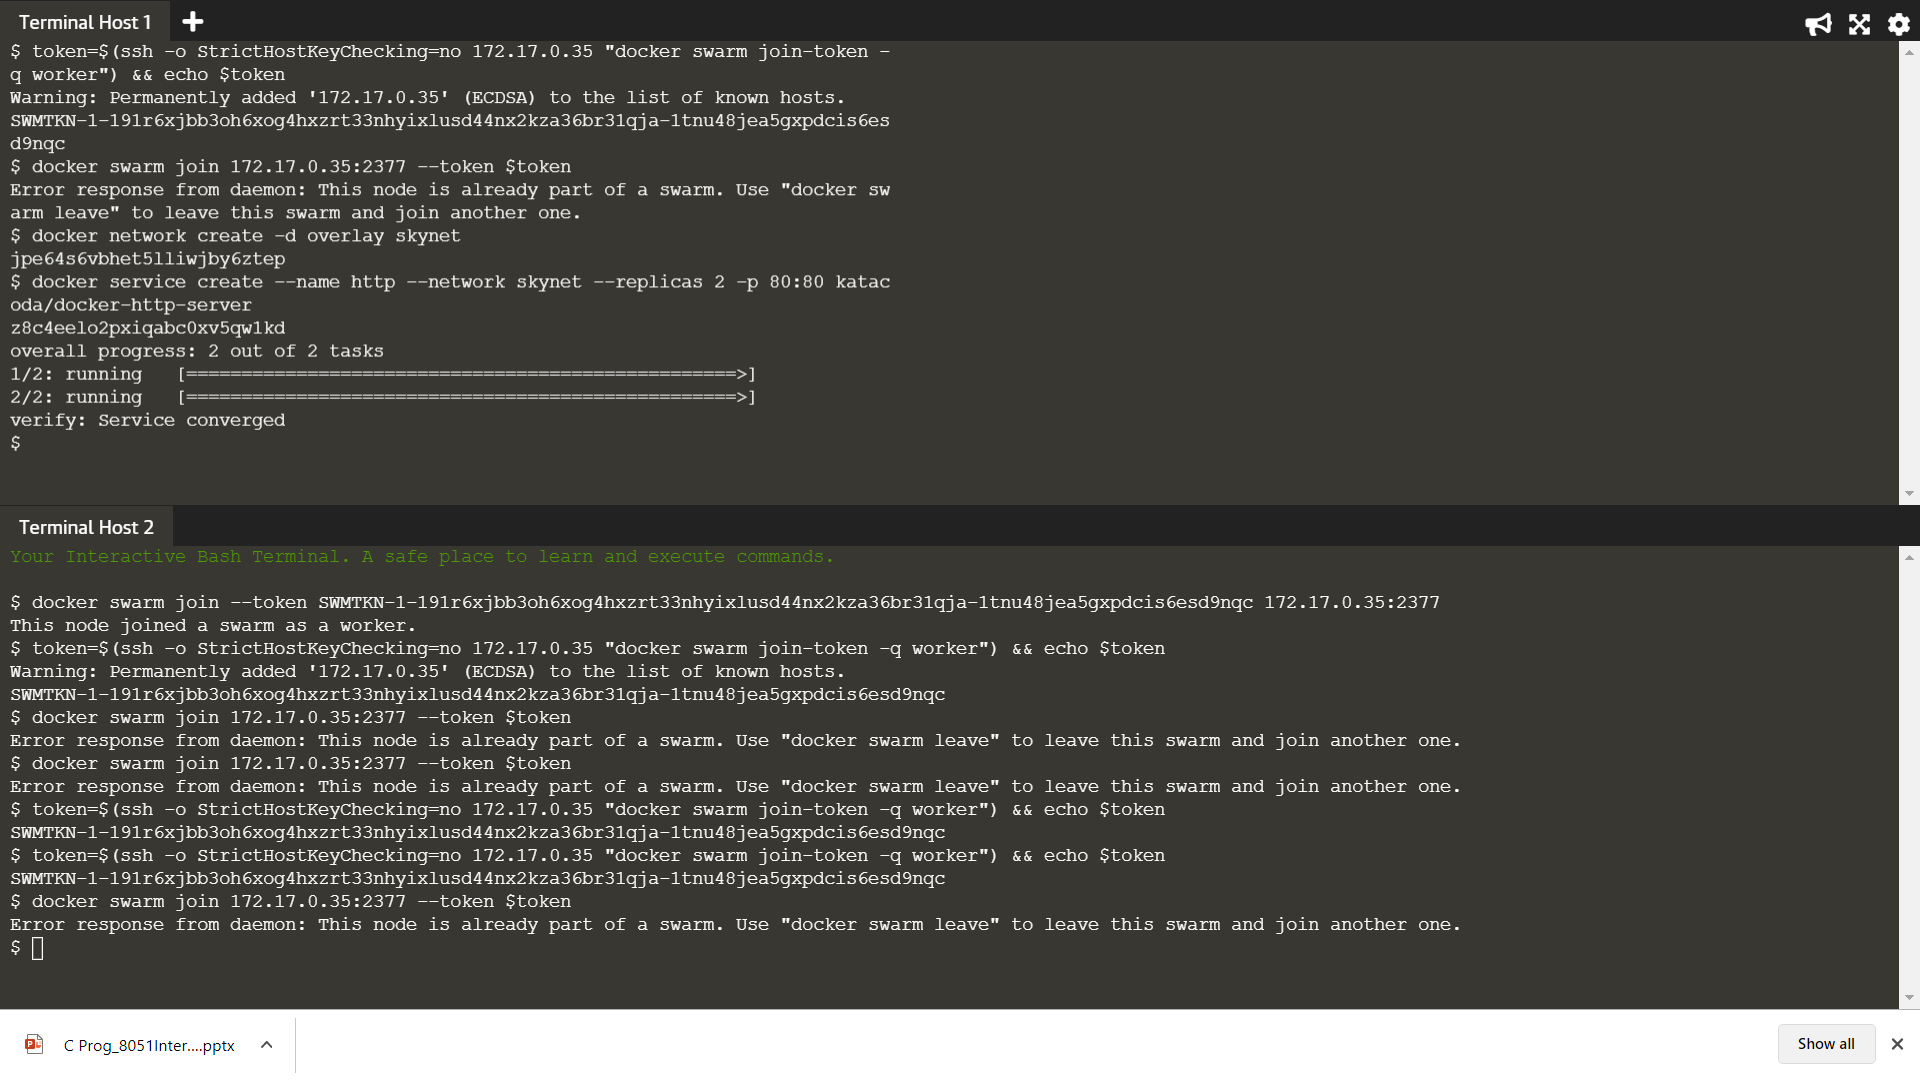 Terminal Host 1
$ token=$(ssh -o StrictHostKeyChecking=no 172.17.0.35 "docker swarm join-token -
q worker") && echo $token
Warning: Permanently added '172.17.0.35' (ECDSA) to the list of known hosts.
SWMTKN-1-191r6xjbb3oh6xog4hxzrt33nhyixlusd44nx2kza36br31qja-1tnu48jea5gxpdcis6es
d9nqc
$ docker swarm join 172.17.0.35:2377 --token $token
Error response from daemon: This node is already part of a swarm. Use "docker sw
arm leave" to leave this swarm and join another one.
$ docker network create -d overlay skynet
jpe64s6vbhet5lliwjby6ztep
$ docker service create --name http --network skynet --replicas 2 -p 80:80 katac
oda/docker-http-server
z8c4eelo2pxiqabc0xv5qw1kd
overall progress: 2 out of 2 tasks
1/2: running   [==================================================>]
2/2: running   [==================================================>]
verify: Service converged
$
Terminal Host 2
Your Interactive Bash Terminal. A safe place to learn and execute commands.
$ docker swarm join --token SWMTKN-1-191r6xjbb3oh6xog4hxzrt33nhyixlusd44nx2kza36br31qja-1tnu48jea5gxpdcis6esd9nqc 172.17.0.35:2377
This node joined a swarm as a worker.
$ token=$(ssh -o StrictHostKeyChecking=no 172.17.0.35 "docker swarm join-token -q worker") && echo $token
Warning: Permanently added '172.17.0.35' (ECDSA) to the list of known hosts.
SWMTKN-1-191r6xjbb3oh6xog4hxzrt33nhyixlusd44nx2kza36br31qja-1tnu48jea5gxpdcis6esd9nqc
$ docker swarm join 172.17.0.35:2377 --token $token
Error response from daemon: This node is already part of a swarm. Use "docker swarm leave" to leave this swarm and join another one.
$ docker swarm join 172.17.0.35:2377 --token $token
Error response from daemon: This node is already part of a swarm. Use "docker swarm leave" to leave this swarm and join another one.
$ token=$(ssh -o StrictHostKeyChecking=no 172.17.0.35 "docker swarm join-token -q worker") && echo $token
SWMTKN-1-191r6xjbb3oh6xog4hxzrt33nhyixlusd44nx2kza36br31qja-1tnu48jea5gxpdcis6esd9nqc
$ token=$(ssh -o StrictHostKeyChecking=no 172.17.0.35 "docker swarm join-token -q worker") && echo $token
SWMTKN-1-191r6xjbb3oh6xog4hxzrt33nhyixlusd44nx2kza36br31qja-1tnu48jea5gxpdcis6esd9nqc
$ docker swarm join 172.17.0.35:2377 --token $token
Error response from daemon: This node is already part of a swarm. Use "docker swarm leave" to leave this swarm and join another one.
$
C Prog_8051Inter....pptx
Show all